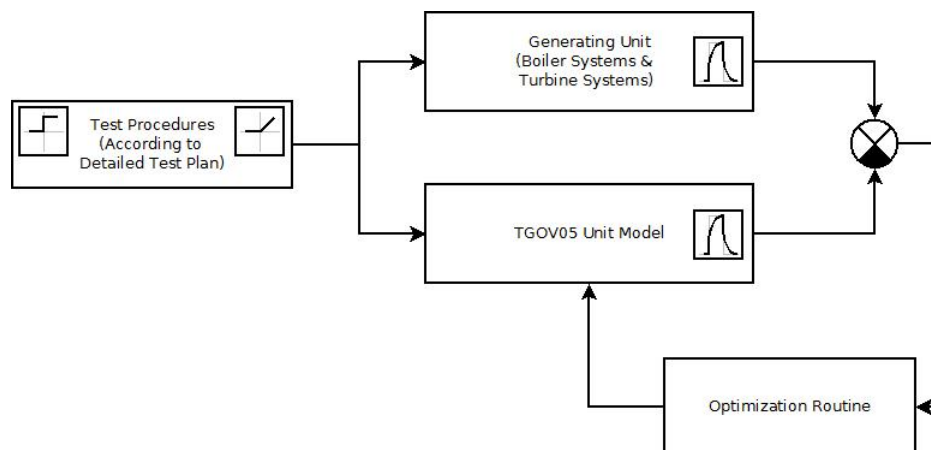 Generating Unit
(Boiler Systems &
Turbine Systems)
Test Procedures
(According to
Detailed Test Plan)
TGOV05 Unit Model
Optimization Routine